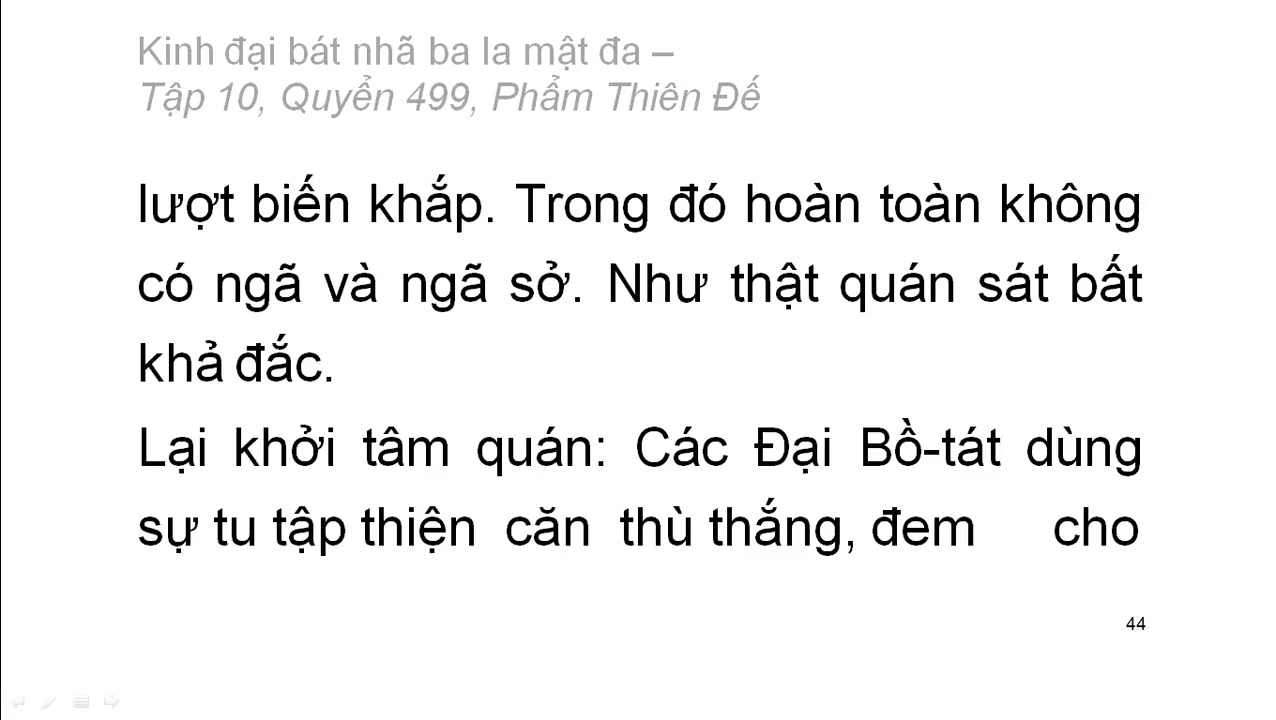 Kinh đại bát nhã ba la mật đa –
Tập 10, Quyển 499, Phẩm Thiên Đế
lượt biến khắp. Trong đó hoàn toàn không
có ngã và ngã sở. Như thật quán sát bất
khả đắc.
Lại khởi tâm quán: Các Đại Bồ-tát dùng
sự tu tập thiện căn thù thắng, đem cho
44